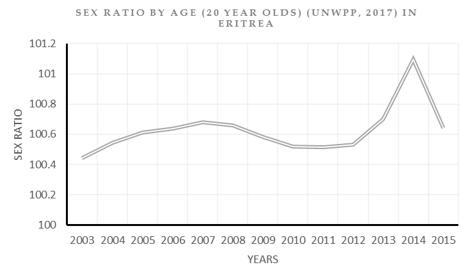 SEX RATIO BY AGE (20 YEAR OLDS) (UNWPP, 2017) IN
ERITREA
101.2
101
100.8
100.6
100.4
100.2
100
SEX RATIO
2003 2004 2005 2006 2007 2008 2009 2010 2011 2012 2013 2014 2015
YEARS